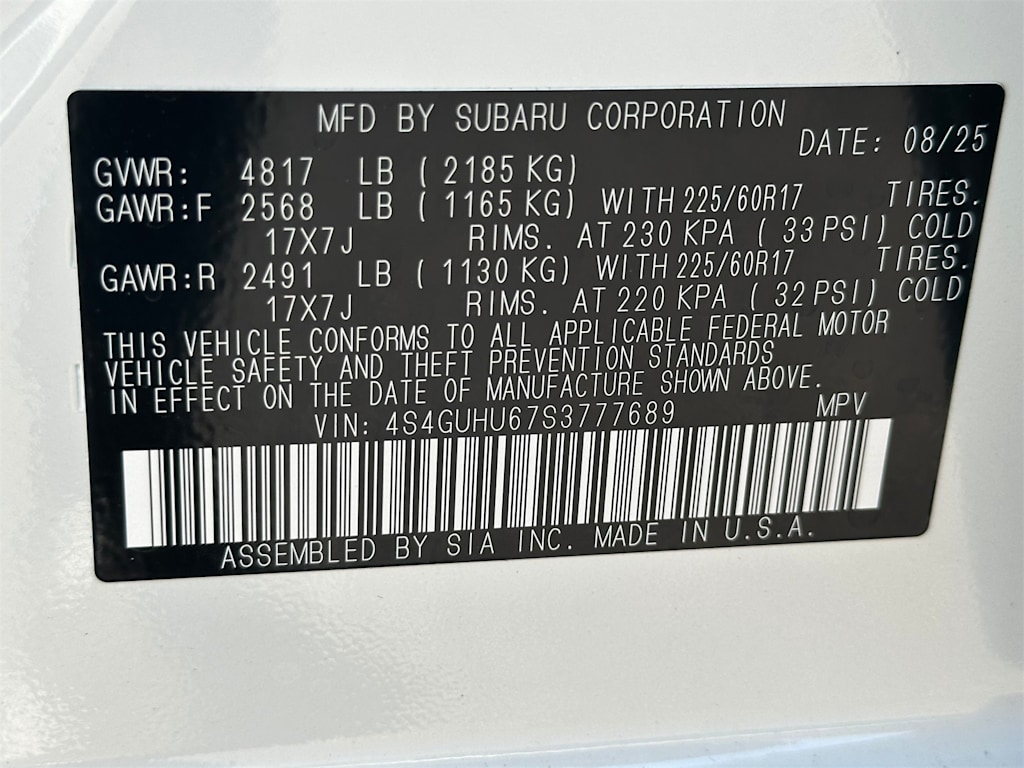 MFD BY SUBARU CORPORATION
DATE: 08/25
GVWR: 4817 LB ( 2185 KG)
GAWR:F 2568 LB ( 1165 KG) WITH 225/60R17 TIRES.
17X7J RIMS. AT 230 KPA ( 33 PSI) COLD
GAWR:R 2491 LB ( 1130 KG) WITH 225/60R17 TIRES.
17X7J RIMS. AT 220 KPA ( 32 PSI) COLD
THIS VEHICLE CONFORMS TO ALL APPLICABLE FEDERAL MOTOR
VEHICLE SAFETY AND THEFT PREVENTION STANDARDS
IN EFFECT ON THE DATE OF MANUFACTURE SHOWN ABOVE.
VIN: 4S4GUHU67S3777689 MPV
ASSEMBLED BY SIA INC. MADE IN U.S.A.